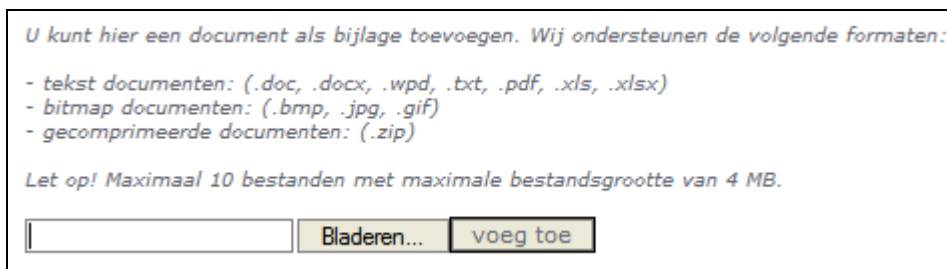 U kunt hier een document als bijlage toevoegen. Wij ondersteunen de volgende formaten:
- tekst documenten: (.doc, .docx, .wpd, .txt, .pdf, .xls, .xlsx)
- bitmap documenten: (.bmp, .jpg, .gif)
- gecomprimeerde documenten: (.zip)
Let op! Maximaal 10 bestanden met maximale bestandsgrootte van 4 MB.
Bladeren... voeg toe